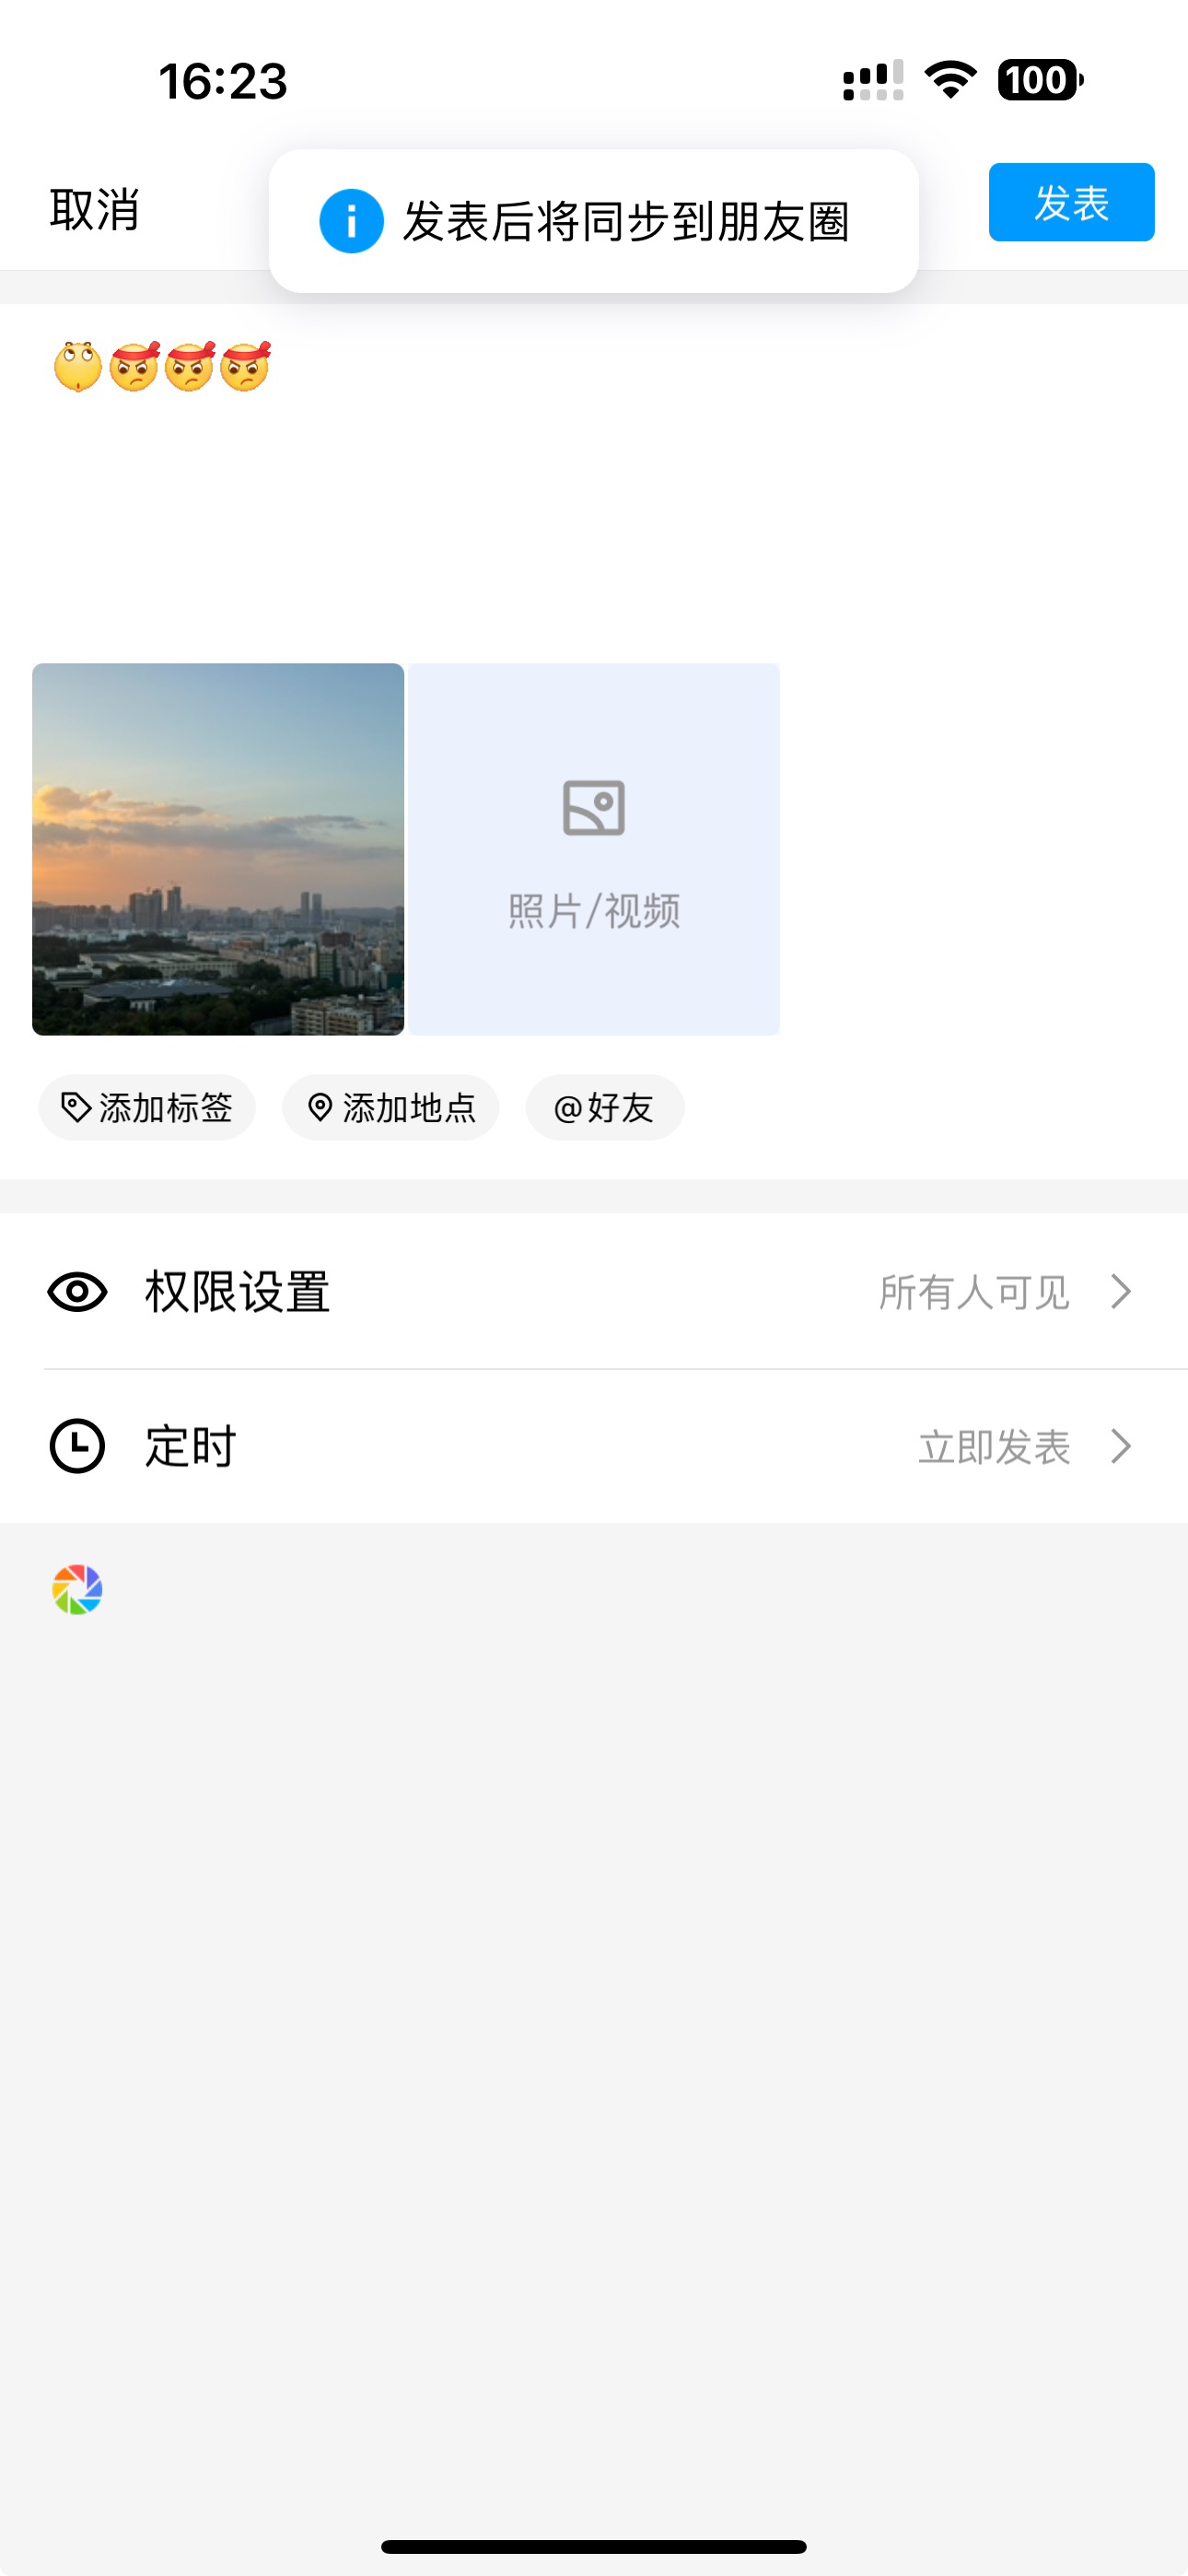 16:23
100
取消
发表后将同步到朋友圈
发表
照片/视频
添加标签
添加地点
@好友
权限设置
所有人可见
定时
立即发表